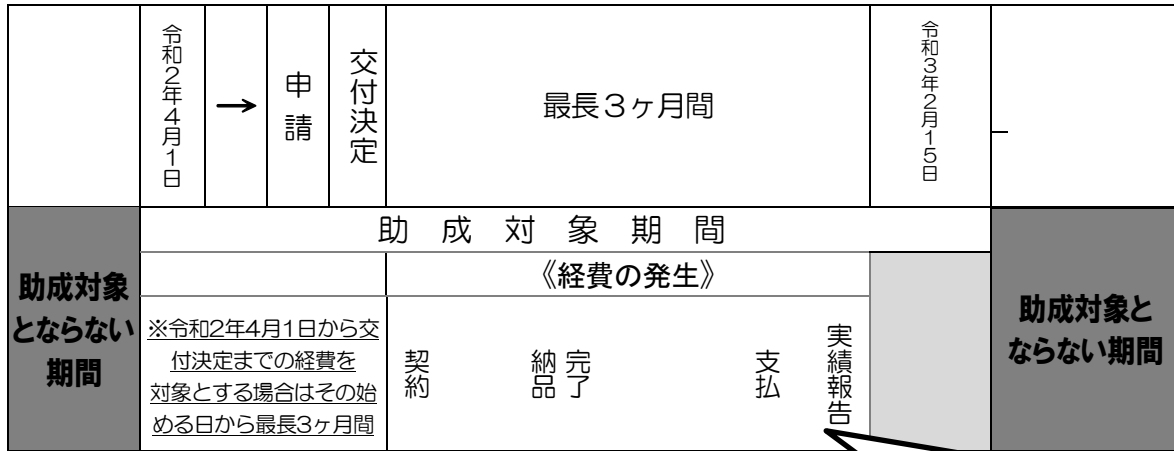 令和2年4月1日
→
申請
交付決定
最長3ヶ月間
令和3年2月15日
助成対象期間
助成対象
とならない
期間
《経費の発生》
※令和2年4月1日から交
付決定までの経費を
対象とする場合はその始
める日から最長3ヶ月間
契約
納品
完了
支払
実績報告
助成対象と
ならない期間